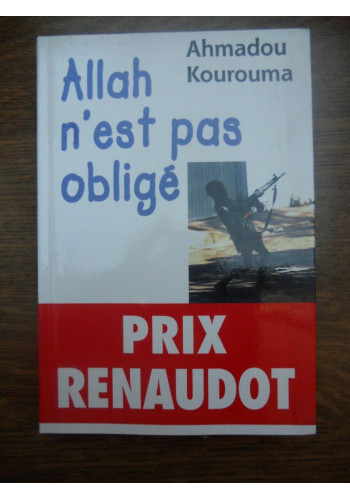 Ahmadou
Kourouma
Allah
n'est pas
obligé
PRIX
RENAUDOT